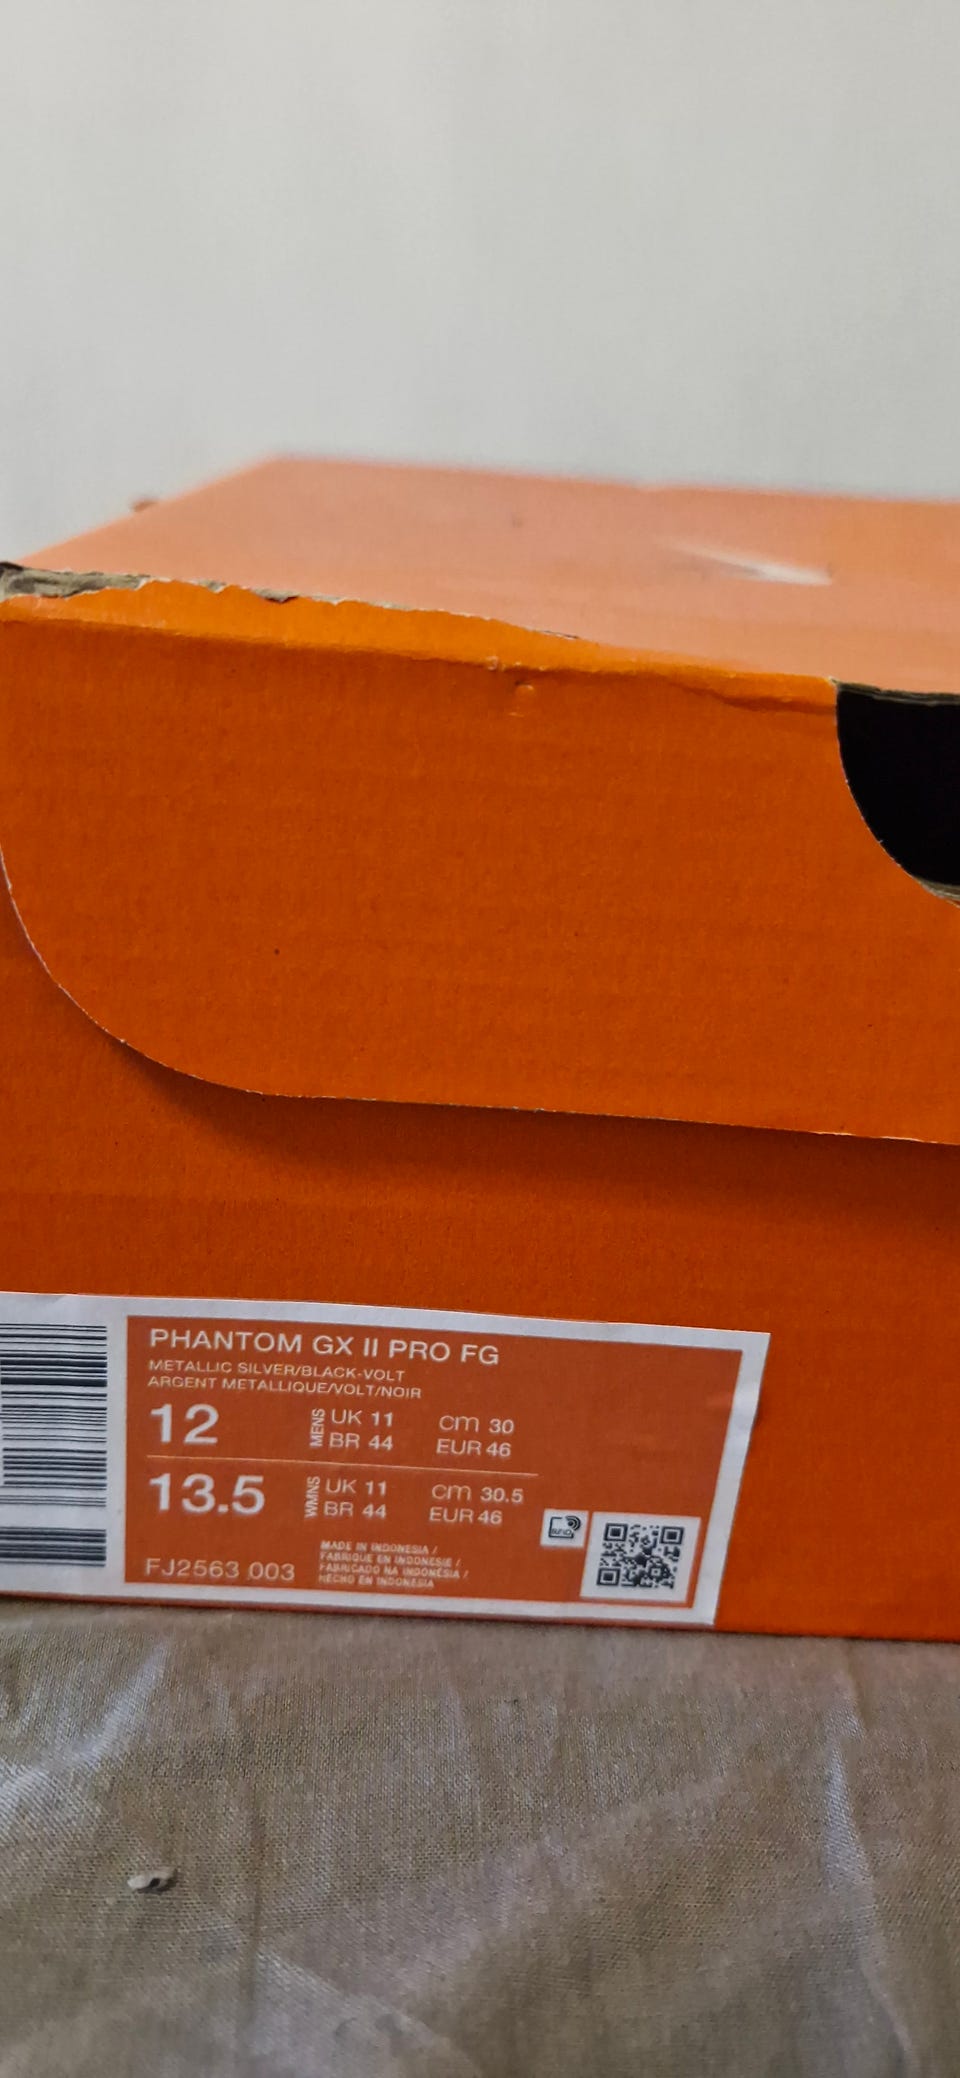 PHANTOM GX II PRO FG
METALLIC SILVER/BLACK-VOLT
ARGENT METALLIQUE/VOLT/NOIR
12 MENS UK 11 cm 30
BR 44 EUR 46
13.5 WMNS UK 11 cm 30.5
BR 44 EUR 46
RFID
FJ2563 003
MADE IN INDONESIA /
FABRIQUE EN INDONESIE /
FABRICADO NA INDONESIA /
HECHO EN INDONESIA